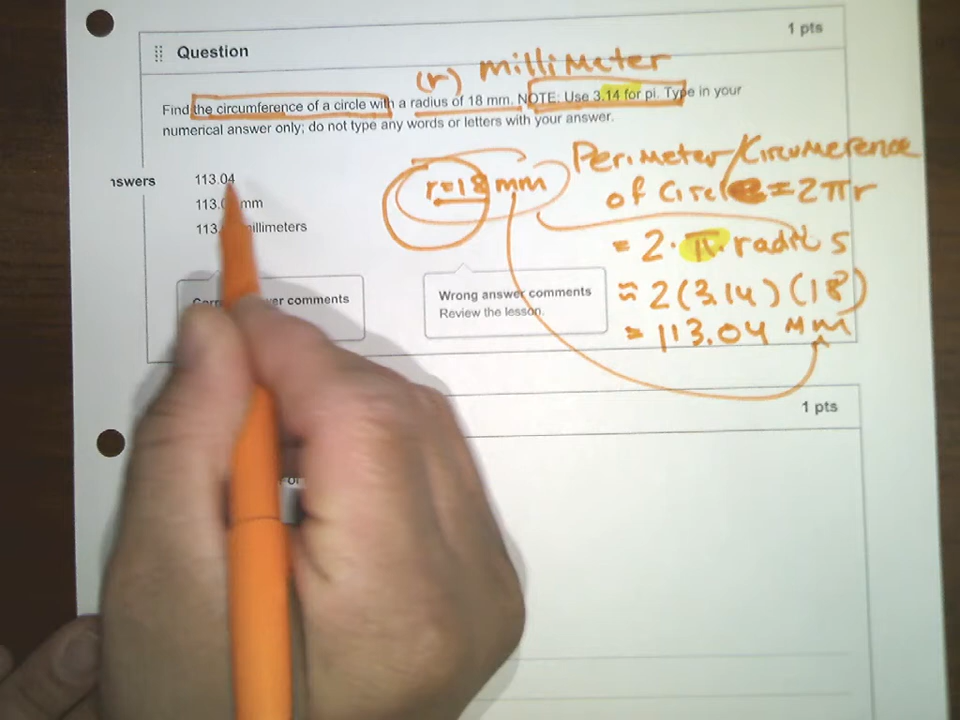 1 pts
Question
(r) milliMeter
Find the circumference of a circle with a radius of 18 mm. NOTE: Use 3.14 for pi. Type in your
numerical answer only; do not type any words or letters with your answer.
nswers
113.04
mm
millimeters
r=18 mm
PeriMeter/CircuMerence
of Circle = 2πr
= 2·π·radius
≈ 2(3.14)(18)
= 113.04 mm
comments
Wrong answer comments
Review the lesson.
1 pts